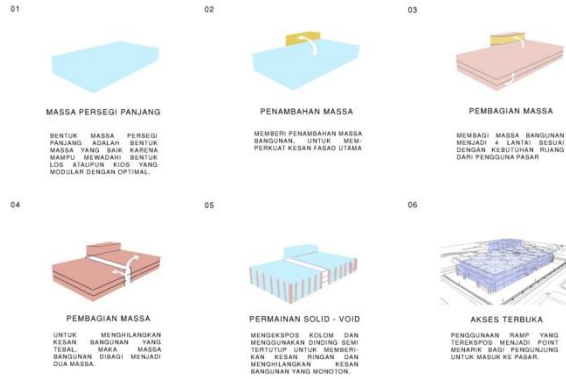 01
MASSA PERSEGI PANJANG
BENTUK MASSA PERSEGI
PANJANG ADALAH BENTUK
MASSA YANG BAIK KARENA
MAMPU MEWADAHI BENTUK
LOS ATAUPUN KIOS YANG
MODULAR DENGAN OPTIMAL.
02
PENAMBAHAN MASSA
MEMBERI PENAMBAHAN MASSA
BANGUNAN, UNTUK MEM-
PERKUAT KESAN FASAD UTAMA
03
PEMBAGIAN MASSA
MEMBAGI MASSA BANGUNAN
MENJADI 4 LANTAI SESUAI
DENGAN KEBUTUHAN RUANG
DARI PENGGUNA PASAR
04
PEMBAGIAN MASSA
UNTUK MENGHILANGKAN
KESAN BANGUNAN YANG
TEBAL, MAKA MASSA
BANGUNAN DIBAGI MENJADI
DUA MASSA.
05
PERMAINAN SOLID - VOID
MENGEKSPOS KOLOM DAN
MENGGUNAKAN DINDING SEMI
TERTUTUP UNTUK MEMBERI-
KAN KESAN RINGAN DAN
MENGHILANGKAN KESAN
BANGUNAN YANG MONOTON.
06
AKSES TERBUKA
PENGGUNAAN RAMP YANG
TEREKSPOS MENJADI POINT
MENARIK BAGI PENGUNJUNG
UNTUK MASUK KE PASAR.